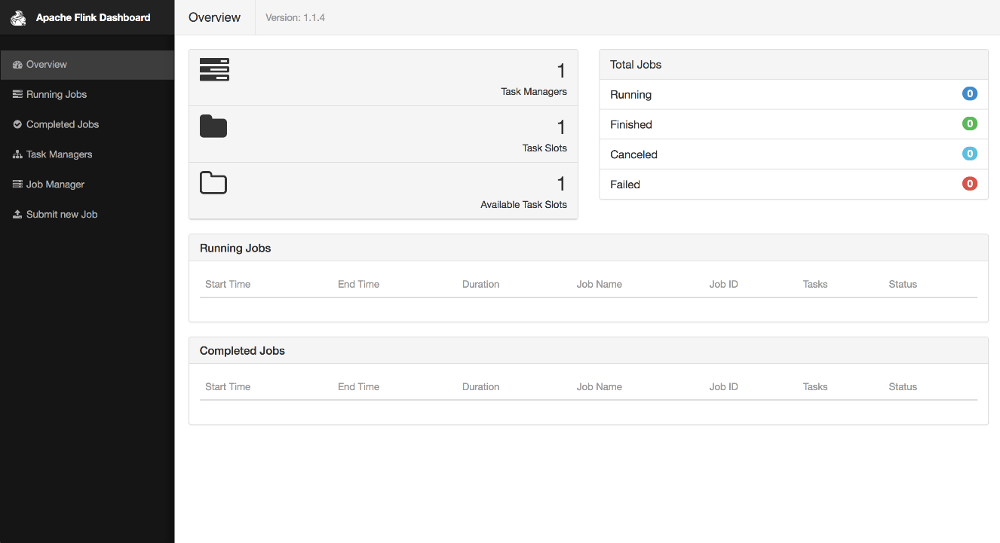 Apache Flink Dashboard
Overview
Running Jobs
Completed Jobs
Task Managers
Job Manager
Submit new Job
Overview Version: 1.1.4
1
Task Managers
1
Task Slots
1
Available Task Slots
Total Jobs
Running 0
Finished 0
Canceled 0
Failed 0
Running Jobs
Start Time End Time Duration Job Name Job ID Tasks Status
Completed Jobs
Start Time End Time Duration Job Name Job ID Tasks Status